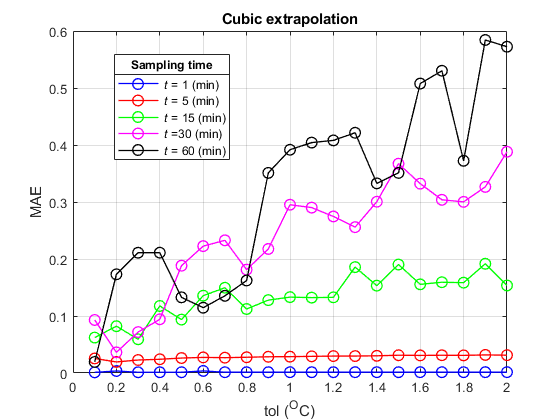 Cubic extrapolation
0.6
0.5
0.4
0.3
0.2
0.1
0
MAE
Sampling time
t = 1 (min)
t = 5 (min)
t = 15 (min)
t =30 (min)
t = 60 (min)
0 0.2 0.4 0.6 0.8 1 1.2 1.4 1.6 1.8 2
tol (OC)